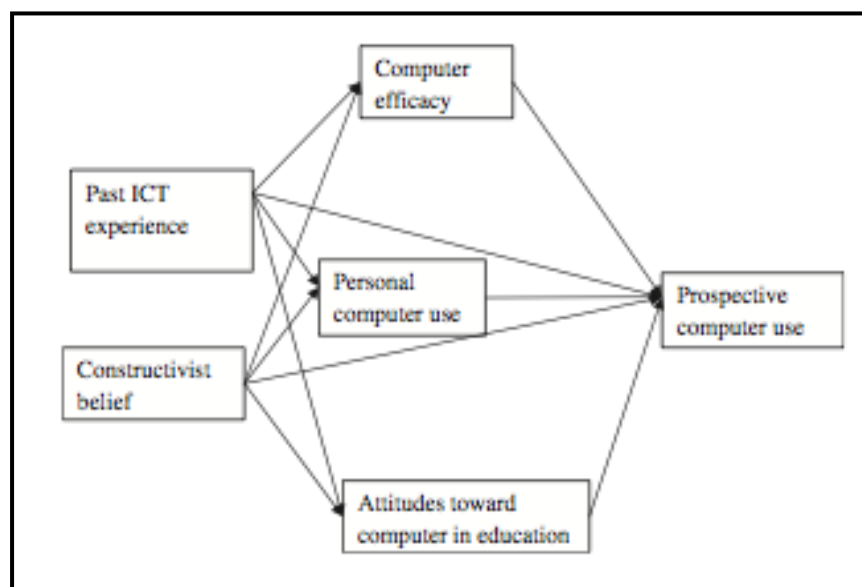 Computer
efficacy
Past ICT
experience
Personal
computer use
Prospective
computer use
Constructivist
belief
Attitudes toward
computer in education